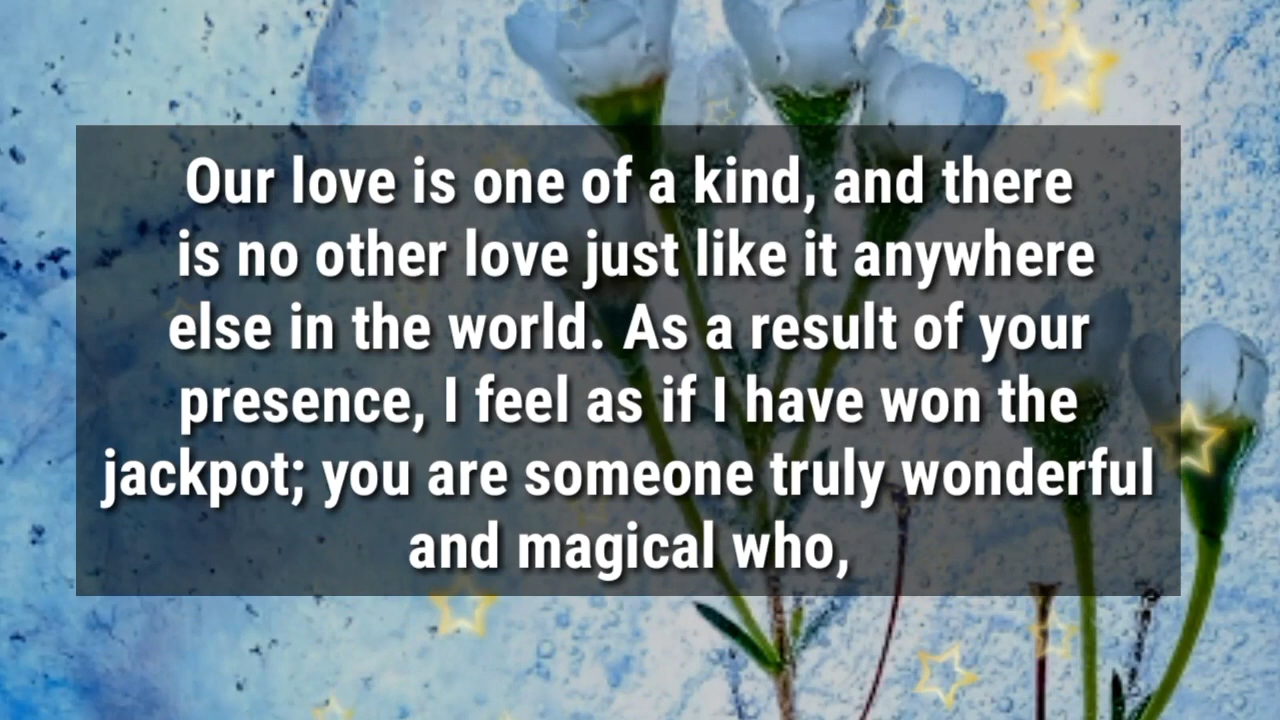 Our love is one of a kind, and there
is no other love just like it anywhere
else in the world. As a result of your
presence, I feel as if I have won the
jackpot; you are someone truly wonderful
and magical who,